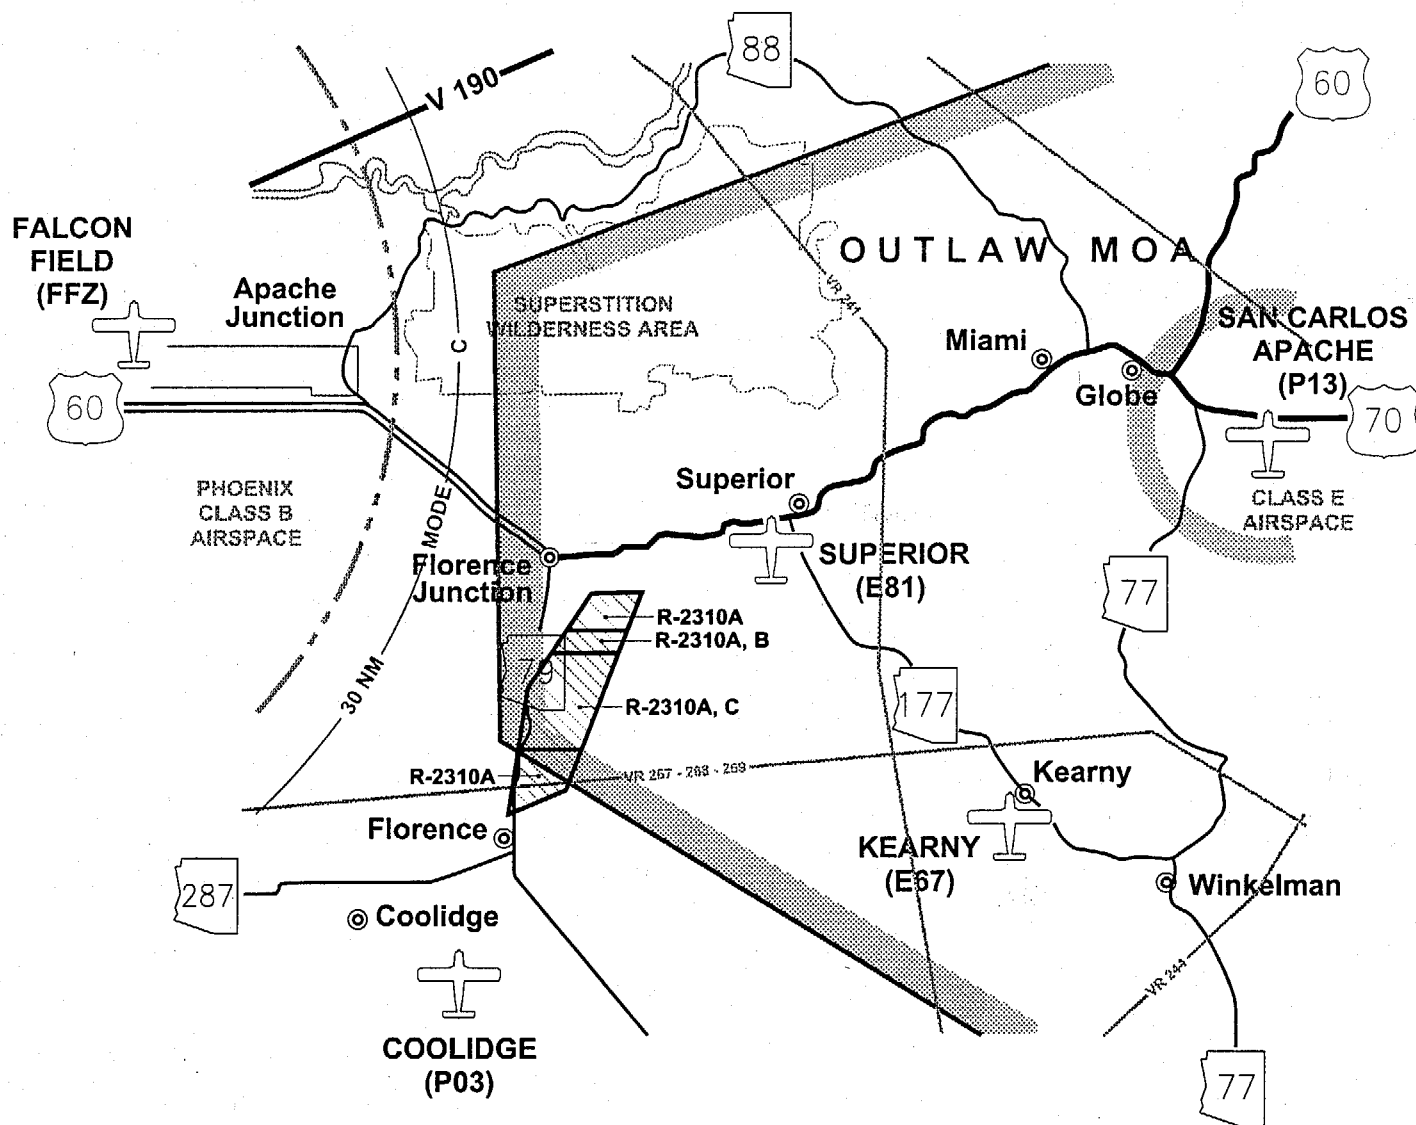 88
60
V 190
FALCON
FIELD
(FFZ)
OUTLAW MOA
Apache
Junction
SUPERSTITION
WILDERNESS AREA
VR 241
SAN CARLOS
APACHE
(P13)
Miami
C
Globe
60
70
Superior
PHOENIX
CLASS B
AIRSPACE
CLASS E
AIRSPACE
MODE
Florence
Junction
SUPERIOR
(E81)
77
R-2310A
R-2310A, B
79
30 NM
177
R-2310A, C
R-2310A
VR 267 - 268 - 269
Kearny
Florence
KEARNY
(E67)
287
Winkelman
Coolidge
VR 244
COOLIDGE
(P03)
77